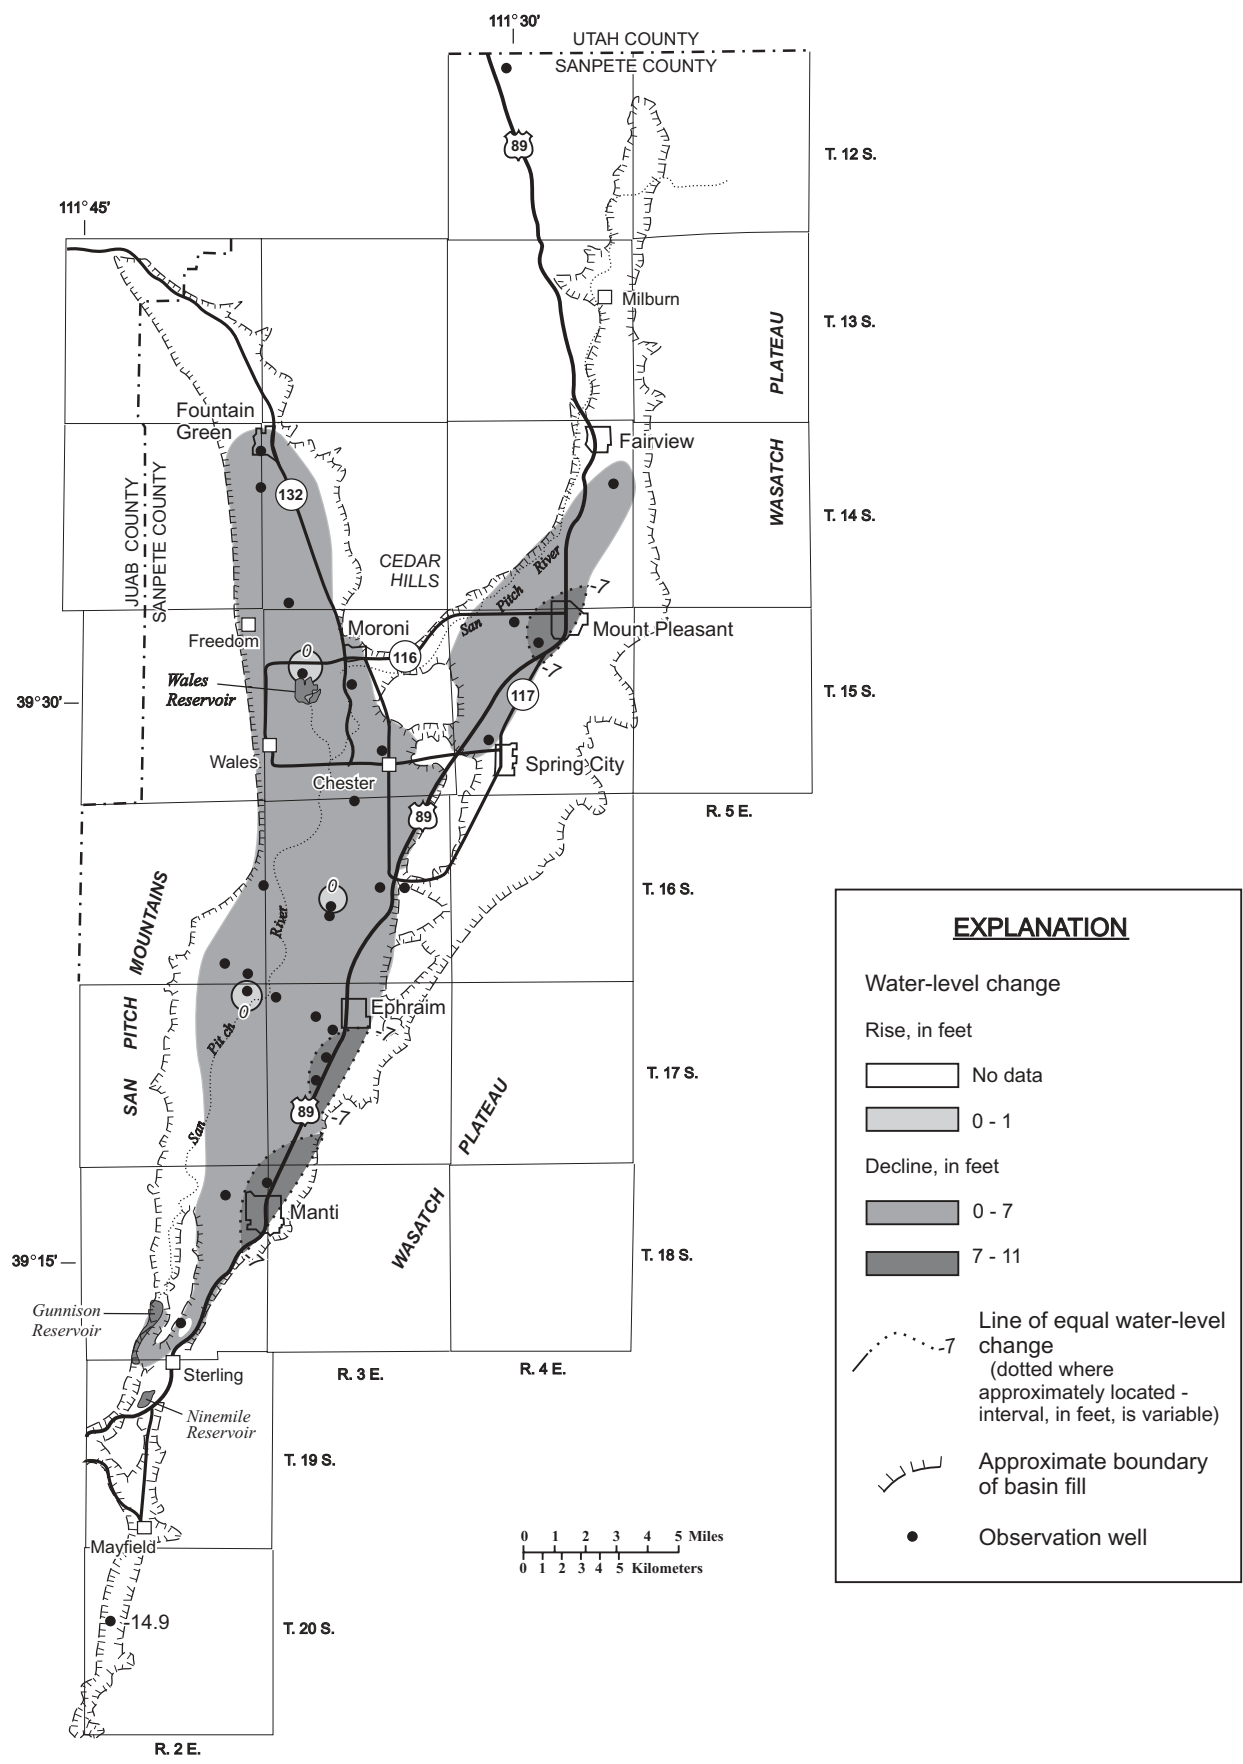 111°30'
UTAH COUNTY
SANPETE COUNTY
89
T. 12 S.
111°45'
Milburn
T. 13 S.
PLATEAU
WASATCH
Fountain
Green
Fairview
132
T. 14 S.
JUAB COUNTY
SANPETE COUNTY
CEDAR
HILLS
San Pitch River
-7
Freedom
Moroni
Mount Pleasant
0
116
-7
Wales
Reservoir
117
T. 15 S.
39°30'
Wales
Chester
Spring City
89
R. 5 E.
SAN PITCH MOUNTAINS
0
T. 16 S.
River
0
Ephraim
-7
Pitch
T. 17 S.
89
-7
PLATEAU
San
Manti
WASATCH
-7
39°15'
T. 18 S.
Gunnison
Reservoir
Sterling
R. 3 E.
R. 4 E.
Ninemile
Reservoir
T. 19 S.
Mayfield
-14.9
T. 20 S.
R. 2 E.
0 1 2 3 4 5 Miles
0 1 2 3 4 5 Kilometers
EXPLANATION
Water-level change
Rise, in feet
No data
0 - 1
Decline, in feet
0 - 7
7 - 11
-7
Line of equal water-level
change
(dotted where
approximately located -
interval, in feet, is variable)
Approximate boundary
of basin fill
Observation well